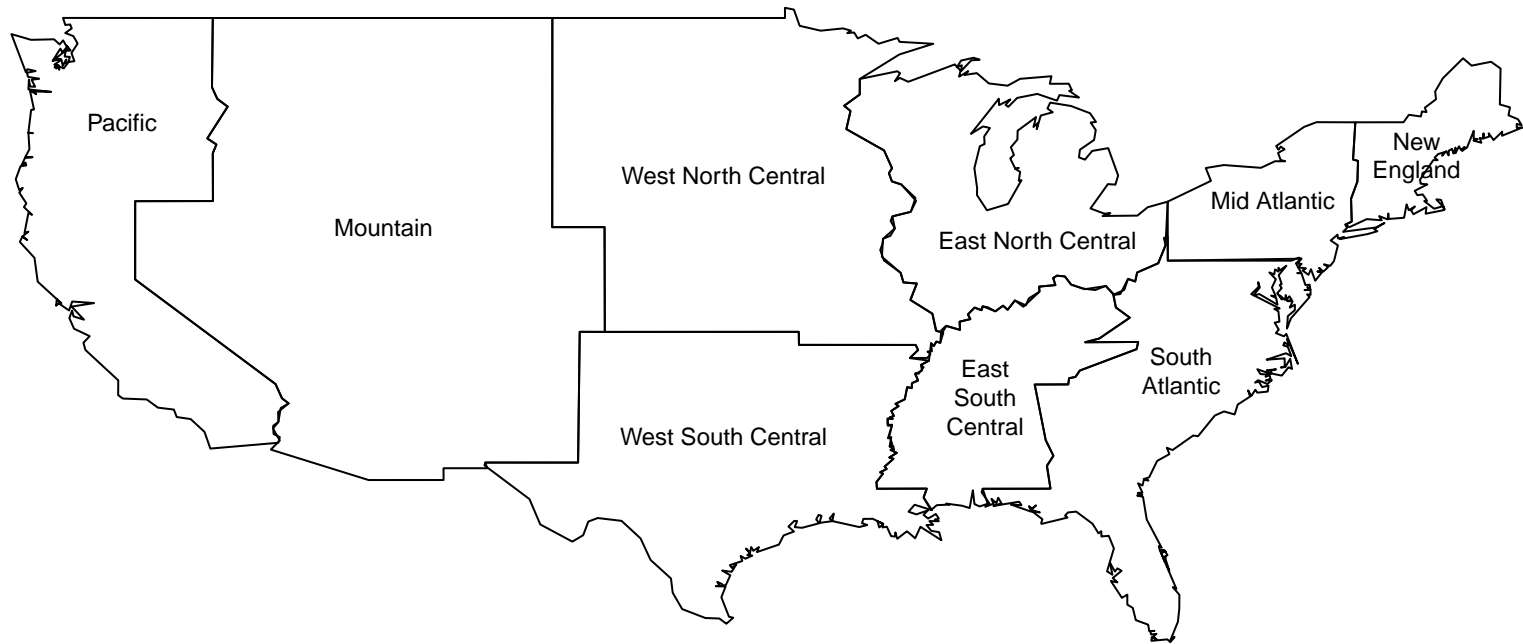 Pacific
Mountain
West North Central
East North Central
Mid Atlantic
New
England
West South Central
East
South
Central
South
Atlantic